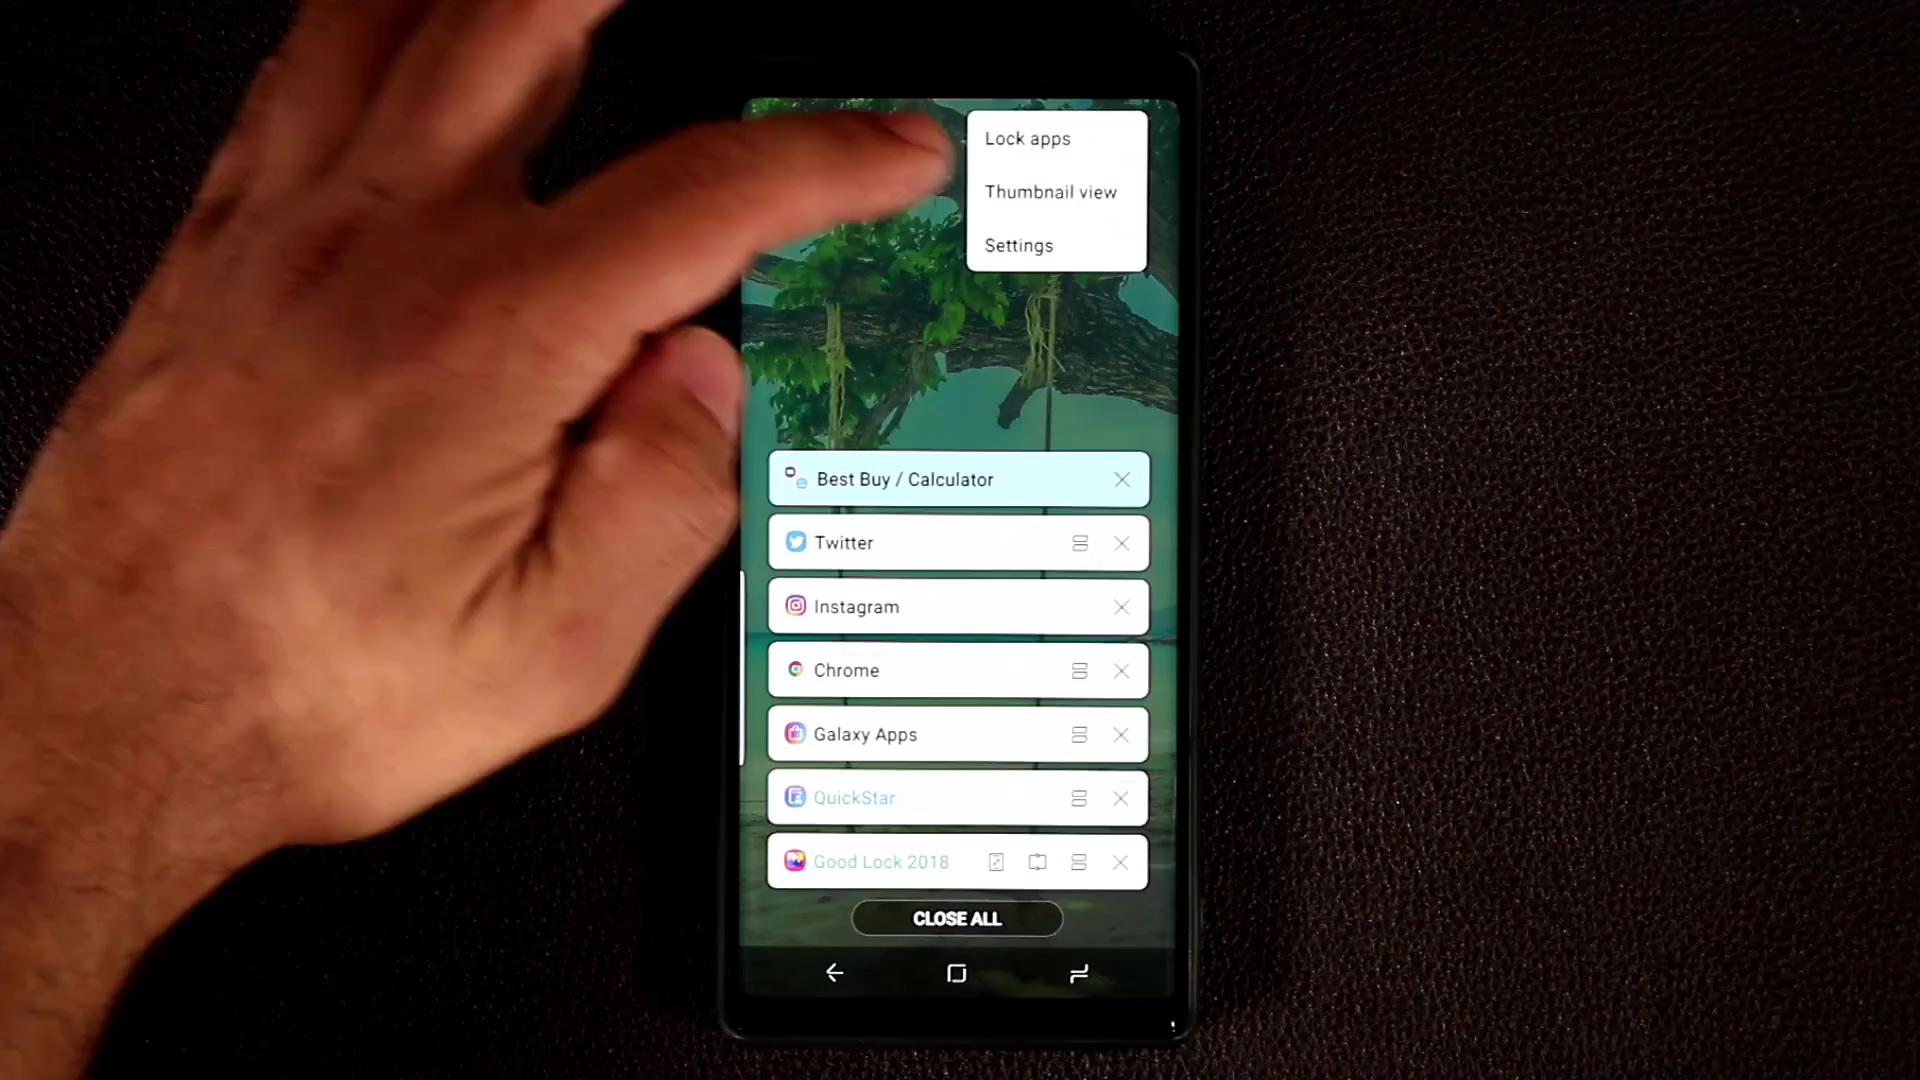 Lock apps
Thumbnail view
Settings
Best Buy / Calculator
Twitter
Instagram
Chrome
Galaxy Apps
QuickStar
Good Lock 2018
CLOSE ALL